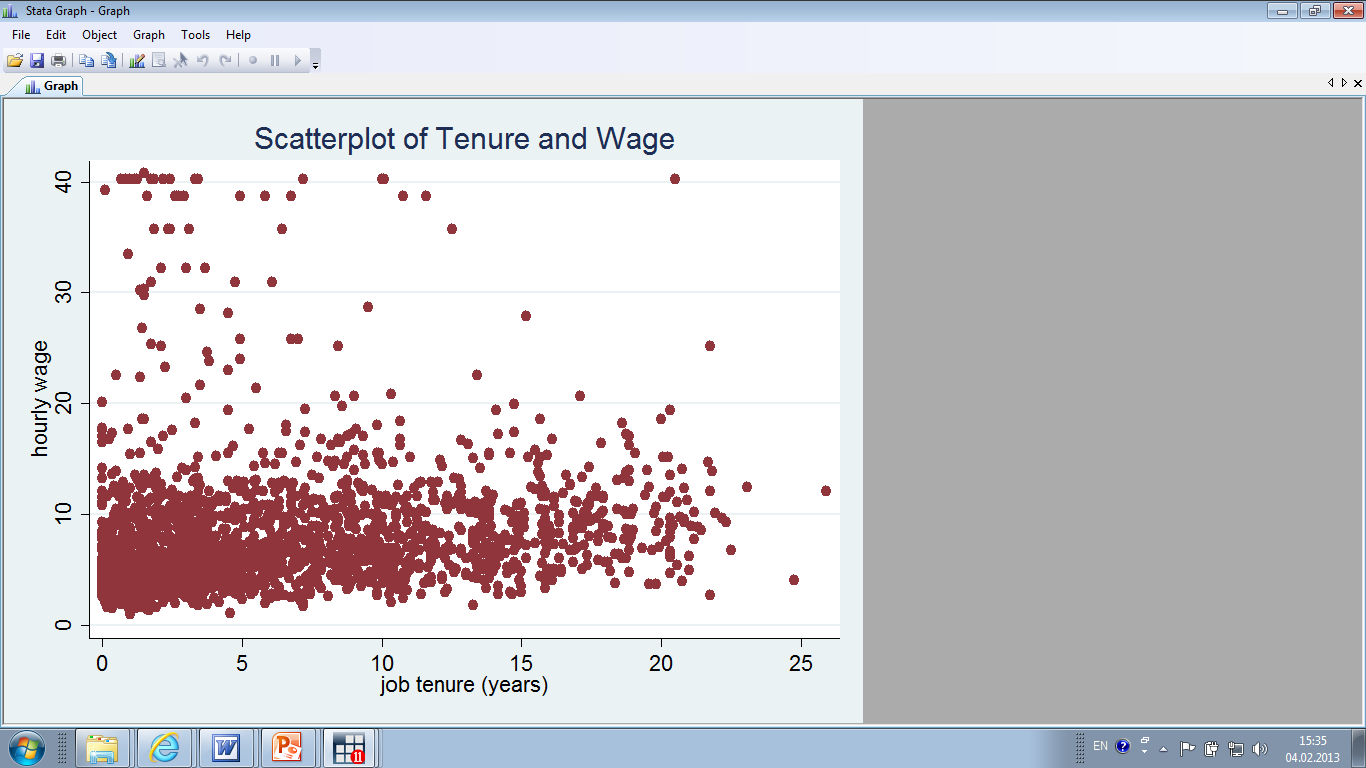 Stata Graph - Graph
File Edit Object Graph Tools Help
Graph
Scatterplot of Tenure and Wage
40
30
20
10
0
hourly wage
0 5 10 15 20 25
job tenure (years)
EN
15:35
04.02.2013
11